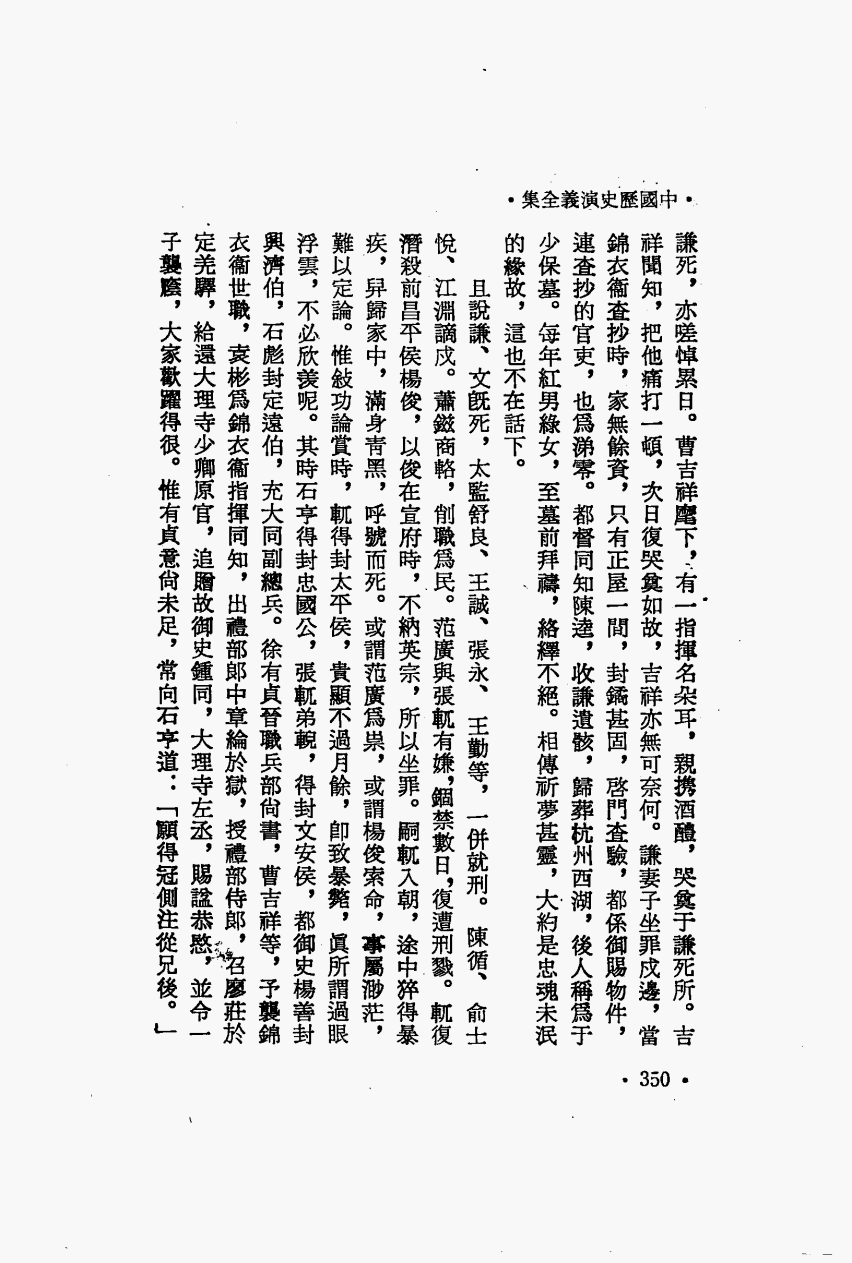 •中國歷史演義全集•
謙死，亦嗟悼累日。曹吉祥麾下，有一指揮名朵耳，親携酒醴，哭奠于謙死所。吉
祥聞知，把他痛打一頓，次日復哭奠如故，吉祥亦無可奈何。謙妻子坐罪戍邊，當
錦衣衞查抄時，家無餘資，只有正屋一間，封鐍甚固，啓門查驗，都係御賜物件，
連查抄的官吏，也爲涕零。都督同知陳逵，收謙遺骸，歸葬杭州西湖，後人稱爲于
少保墓。每年紅男綠女，至墓前拜禱，絡繹不絕。相傳祈夢甚靈，大約是忠魂未泯
的緣故，這也不在話下。
且說謙、文旣死，太監舒良、王誠、張永、王勤等，一併就刑。陳循、俞士
悅、江淵謫戍。蕭鎡商輅，削職爲民。范廣與張軏有嫌，錮禁數日，復遭刑戮。軏復
潛殺前昌平侯楊俊，以俊在宣府時，不納英宗，所以坐罪。嗣軏入朝，途中猝得暴
疾，舁歸家中，滿身青黑，呼號而死。或謂范廣爲祟，或謂楊俊索命，事屬渺茫，
難以定論。惟敍功論賞時，軏得封太平侯，貴顯不過月餘，卽致暴斃，眞所謂過眼
浮雲，不必欣羡呢。其時石亨得封忠國公，張軏弟輗，得封文安侯，都御史楊善封
興濟伯，石彪封定遠伯，充大同副總兵。徐有貞晉職兵部尚書，曹吉祥等，予襲錦
衣衞世職，袁彬爲錦衣衞指揮同知，出禮部郞中章綸於獄，授禮部侍郞，召廖莊於
定羌驛，給還大理寺少卿原官，追贈故御史鍾同，大理寺左丞，賜諡恭愍，並令一
子襲廕，大家歡躍得很。惟有貞意尚未足，常向石亨道：「願得冠側注從兄後。」
•350•